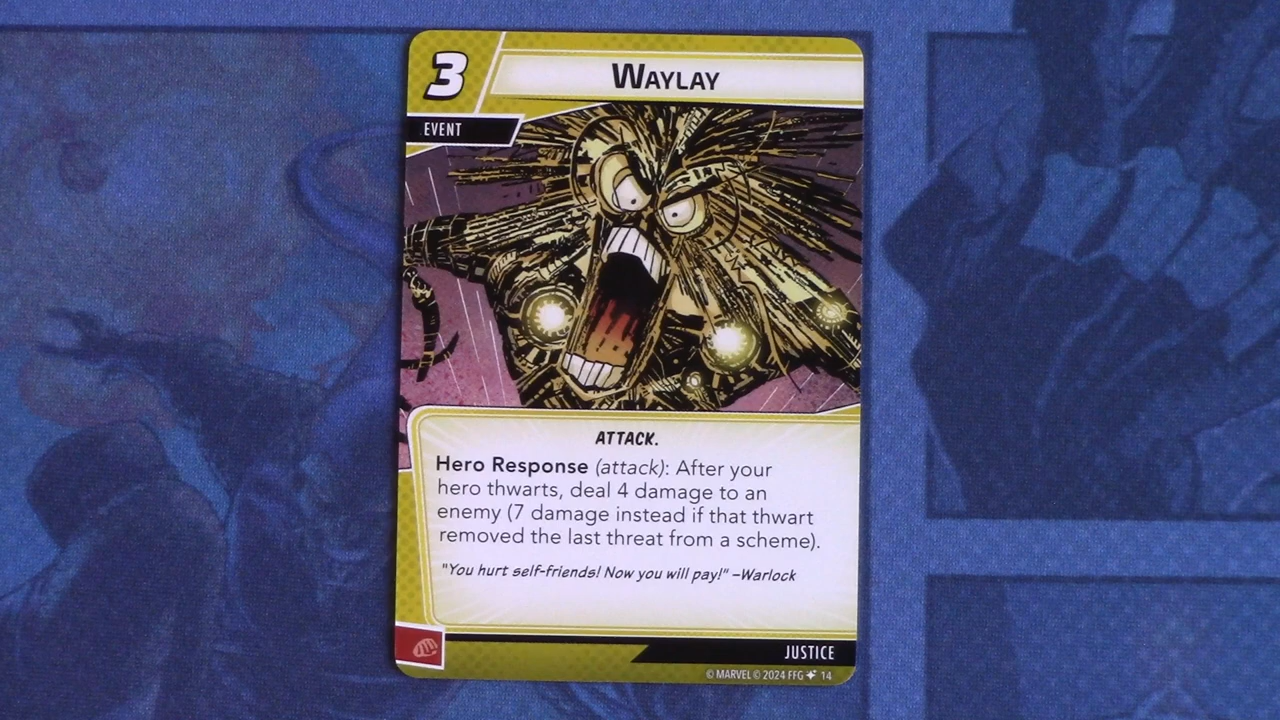 3
WAYLAY
EVENT
ATTACK.
Hero Response (attack): After your
hero thwarts, deal 4 damage to an
enemy (7 damage instead if that thwart
removed the last threat from a scheme).
"You hurt self-friends! Now you will pay!" –Warlock
JUSTICE
© MARVEL © 2024 FFG 14